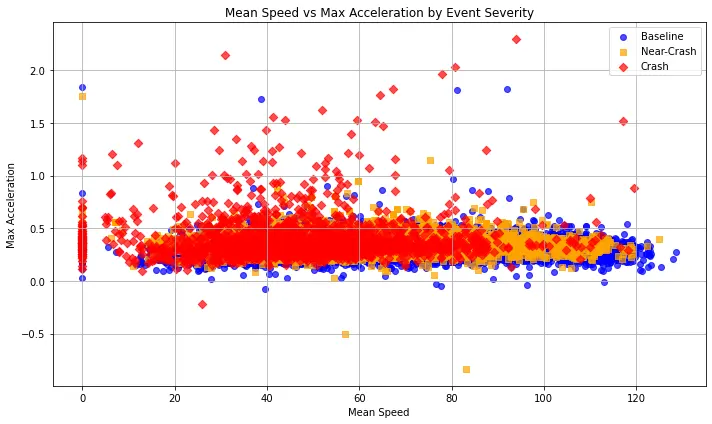 Mean Speed vs Max Acceleration by Event Severity
Baseline
Near-Crash
Crash
2.0
1.5
1.0
0.5
0.0
−0.5
Max Acceleration
0
20
40
60
80
100
120
Mean Speed